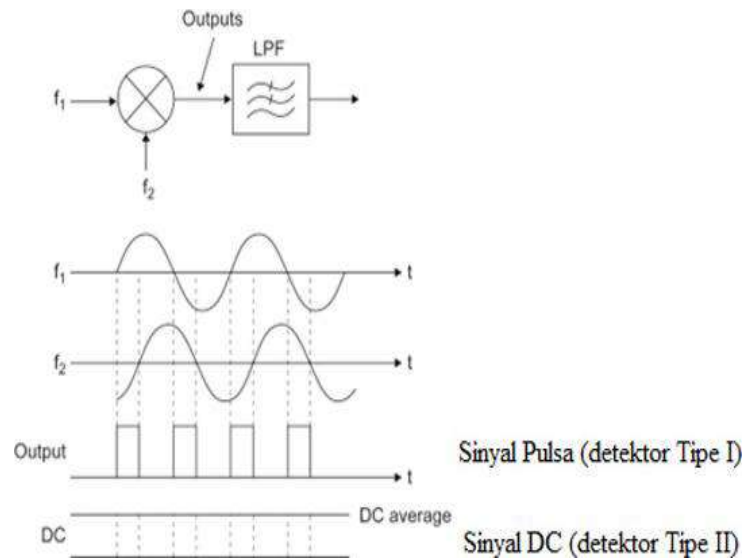 Outputs
LPF
f₁
f₂
f₁
t
f₂
t
Output
t
Sinyal Pulsa (detektor Tipe I)
DC
DC average
Sinyal DC (detektor Tipe II)